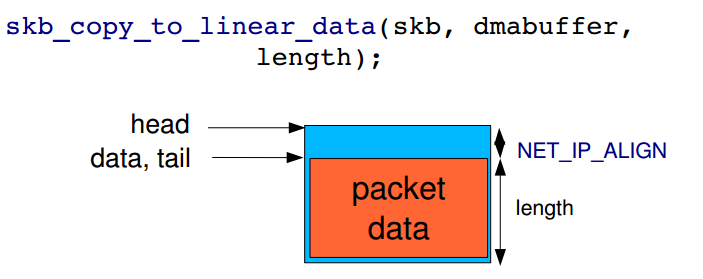 skb_copy_to_linear_data(skb, dmabuffer,
length);
head
data, tail
NET_IP_ALIGN
packet
data
length